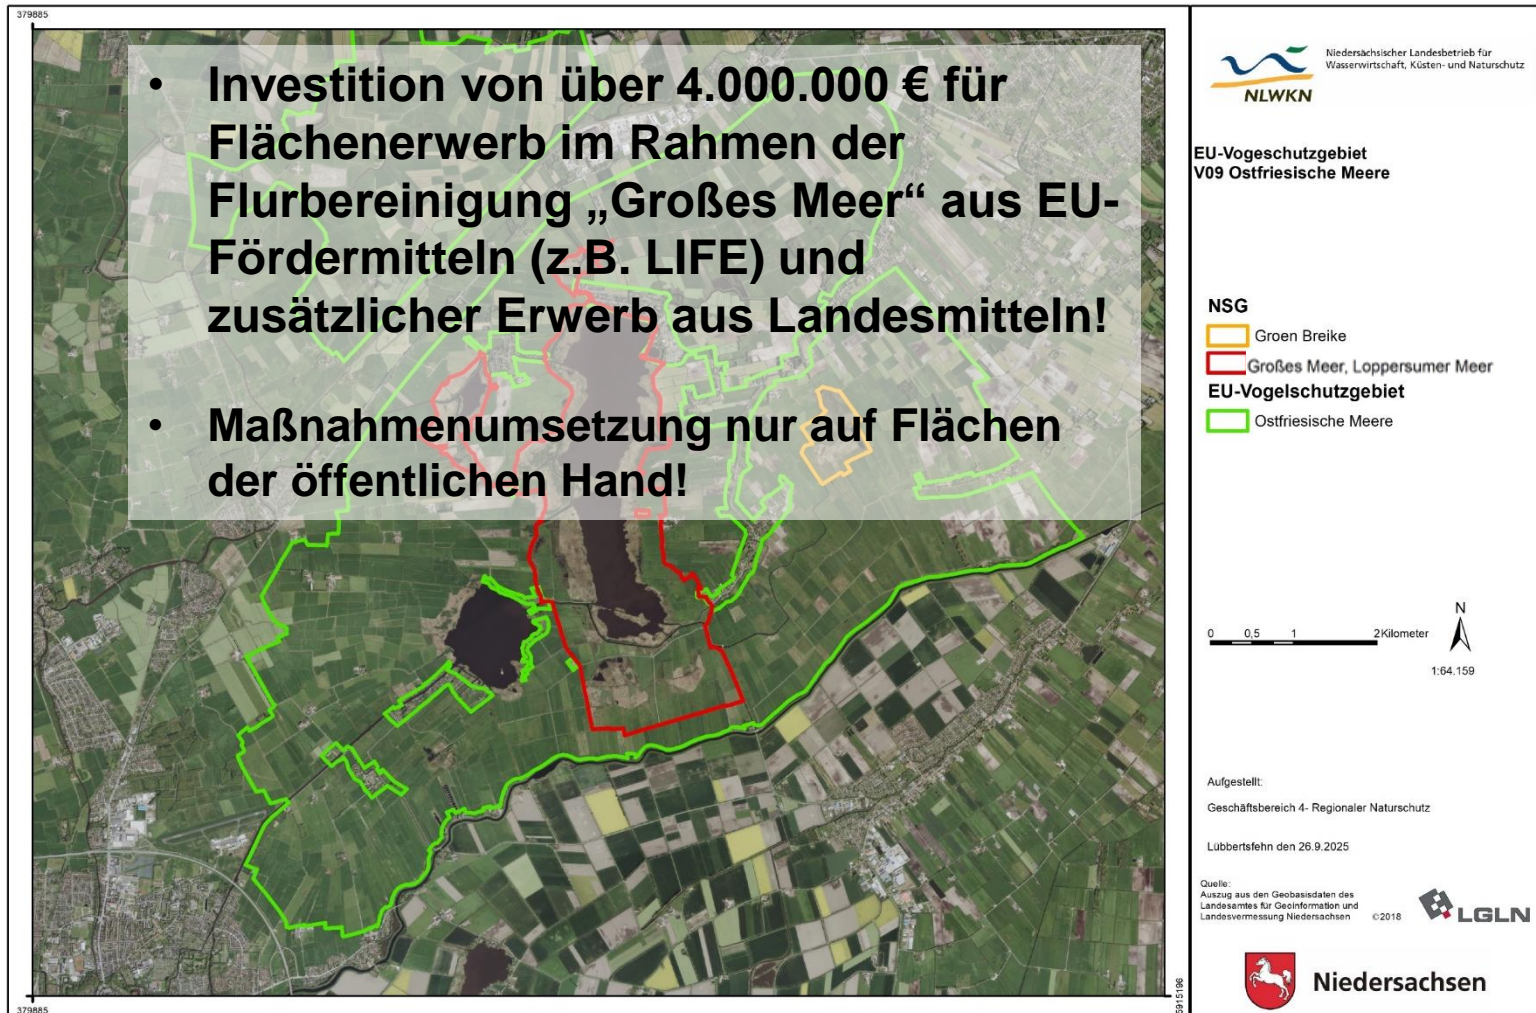 379885
• Investition von über 4.000.000 € für
Flächenerwerb im Rahmen der
Flurbereinigung „Großes Meer“ aus EU-
Fördermitteln (z.B. LIFE) und
zusätzlicher Erwerb aus Landesmitteln!
• Maßnahmenumsetzung nur auf Flächen
der öffentlichen Hand!
379885
5915196
NLWKN
Niedersächsischer Landesbetrieb für
Wasserwirtschaft, Küsten- und Naturschutz
EU-Vogeschutzgebiet
V09 Ostfriesische Meere
NSG
Groen Breike
Großes Meer, Loppersumer Meer
EU-Vogelschutzgebiet
Ostfriesische Meere
0 0,5 1 2 Kilometer
N
1:64.159
Aufgestellt:
Geschäftsbereich 4- Regionaler Naturschutz
Lübbertsfehn den 26.9.2025
Quelle:
Auszug aus den Geobasisdaten des
Landesamtes für Geoinformation und
Landesvermessung Niedersachsen ©2018
LGLN
Niedersachsen